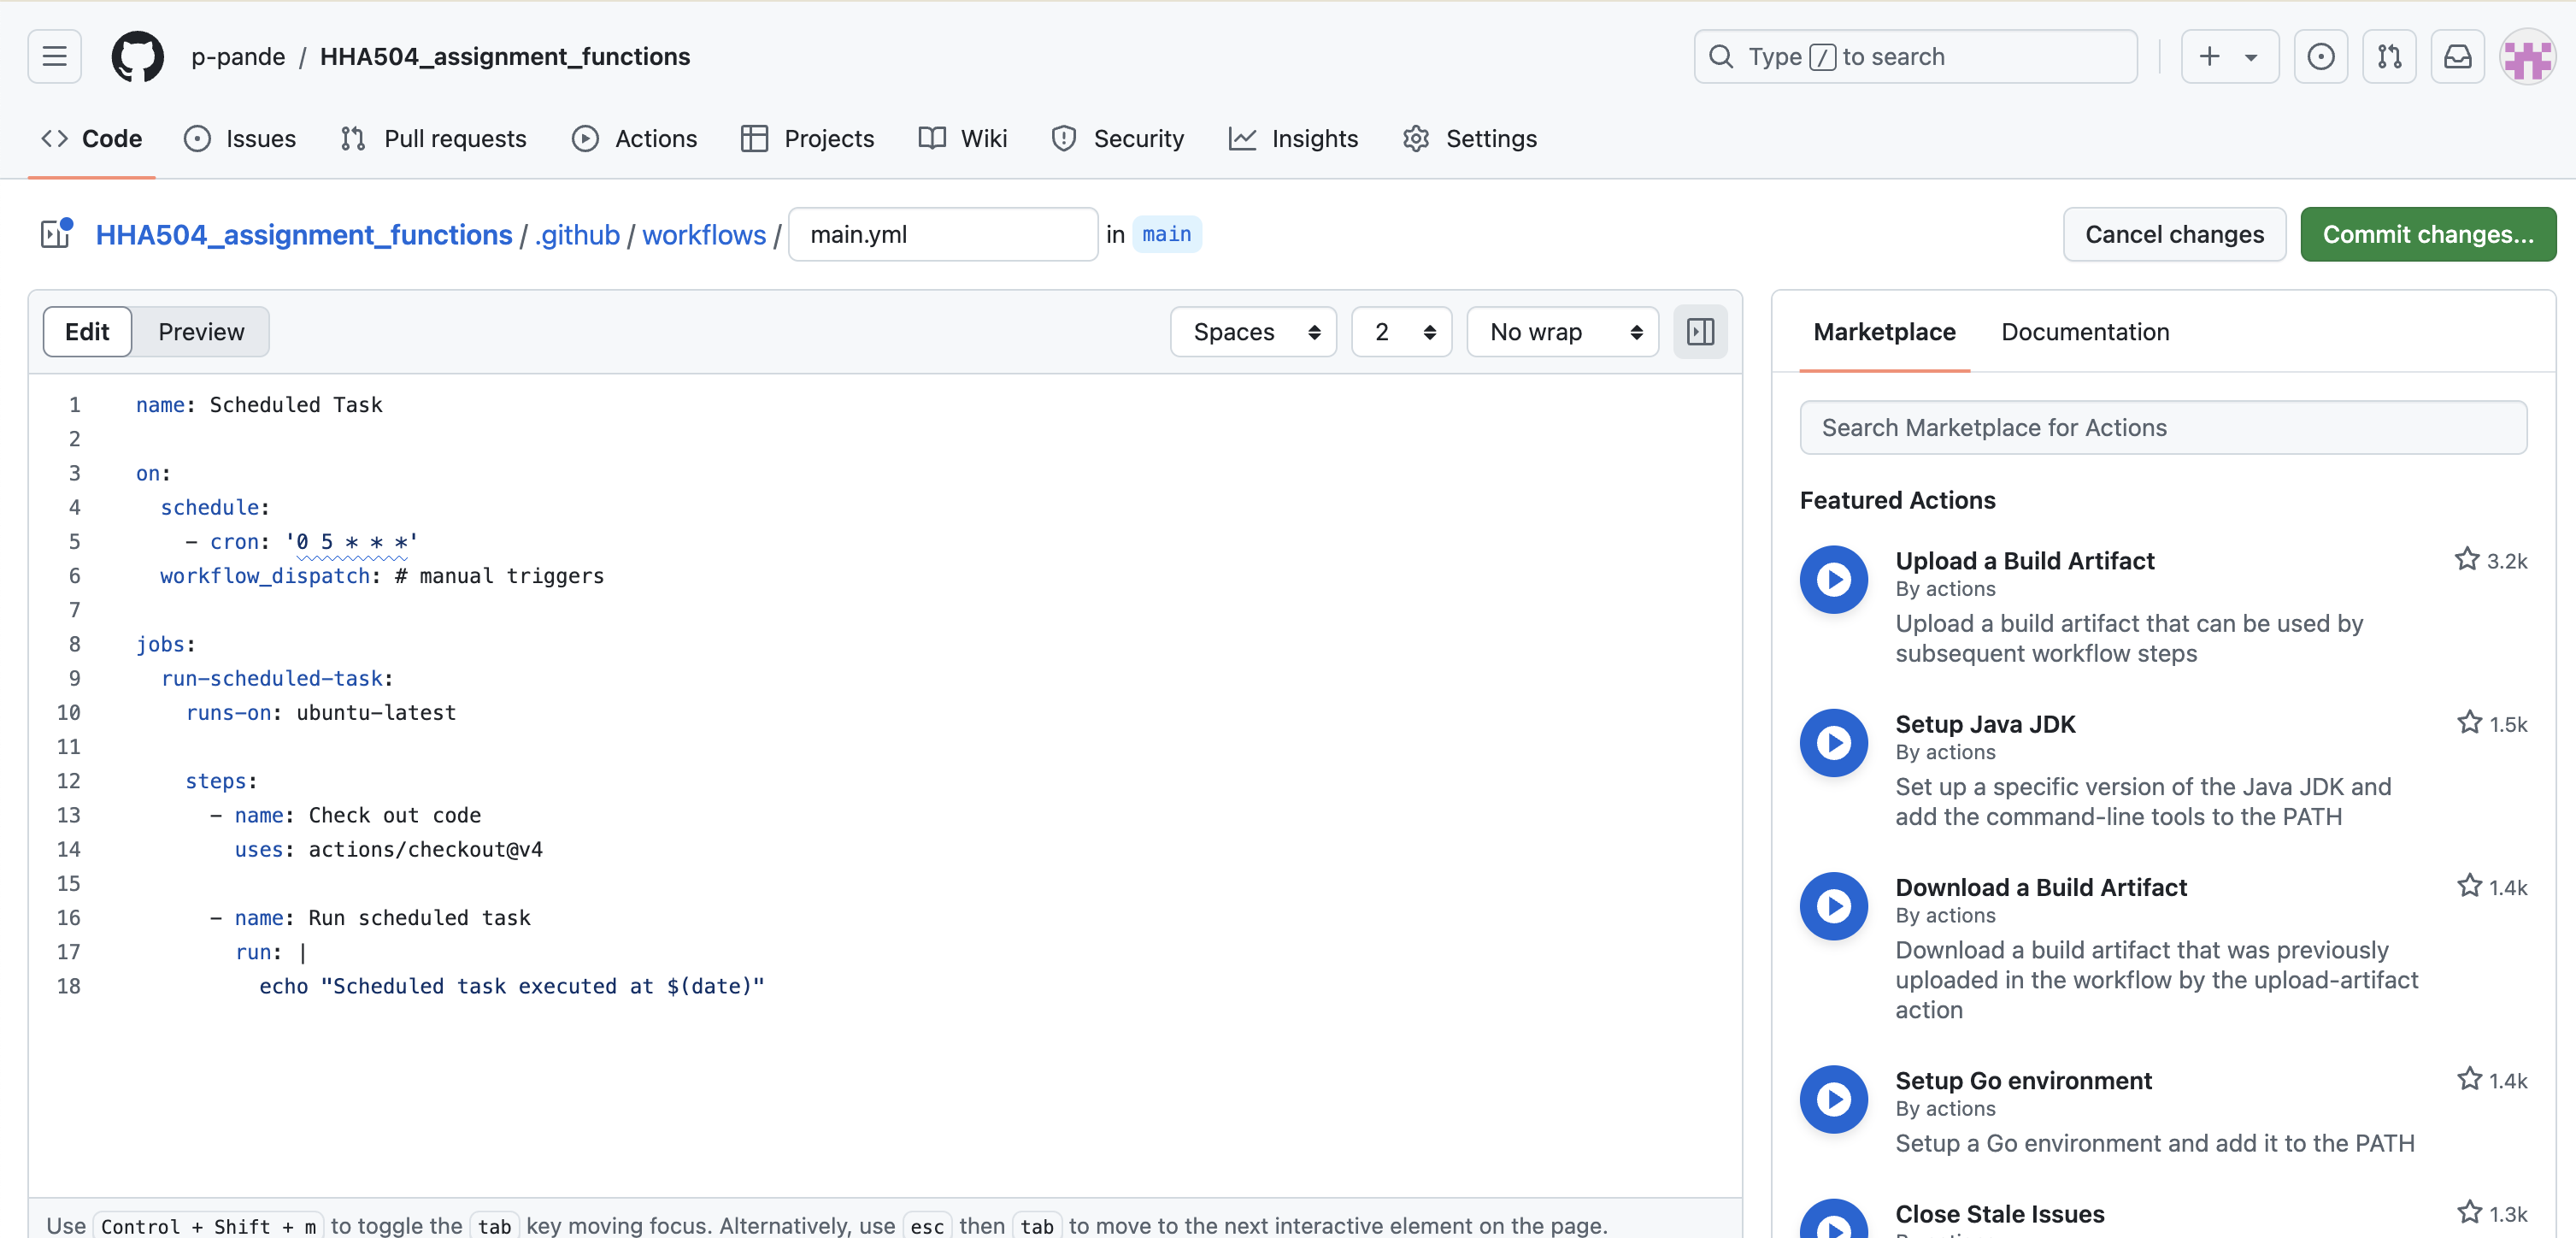 p-pande / HHA504_assignment_functions
Type / to search
Code Issues Pull requests Actions Projects Wiki Security Insights Settings
HHA504_assignment_functions / .github / workflows / main.yml in main
Cancel changes Commit changes...
Edit Preview
Spaces 2 No wrap
1 name: Scheduled Task
2
3 on:
4 schedule:
5 - cron: '0 5 * * *'
6 workflow_dispatch: # manual triggers
7
8 jobs:
9 run-scheduled-task:
10 runs-on: ubuntu-latest
11
12 steps:
13 - name: Check out code
14 uses: actions/checkout@v4
15
16 - name: Run scheduled task
17 run: |
18 echo "Scheduled task executed at $(date)"
Use Control + Shift + m to toggle the tab key moving focus. Alternatively, use esc then tab to move to the next interactive element on the page.
Marketplace Documentation
Search Marketplace for Actions
Featured Actions
Upload a Build Artifact 3.2k
By actions
Upload a build artifact that can be used by
subsequent workflow steps
Setup Java JDK 1.5k
By actions
Set up a specific version of the Java JDK and
add the command-line tools to the PATH
Download a Build Artifact 1.4k
By actions
Download a build artifact that was previously
uploaded in the workflow by the upload-artifact
action
Setup Go environment 1.4k
By actions
Setup a Go environment and add it to the PATH
Close Stale Issues 1.3k